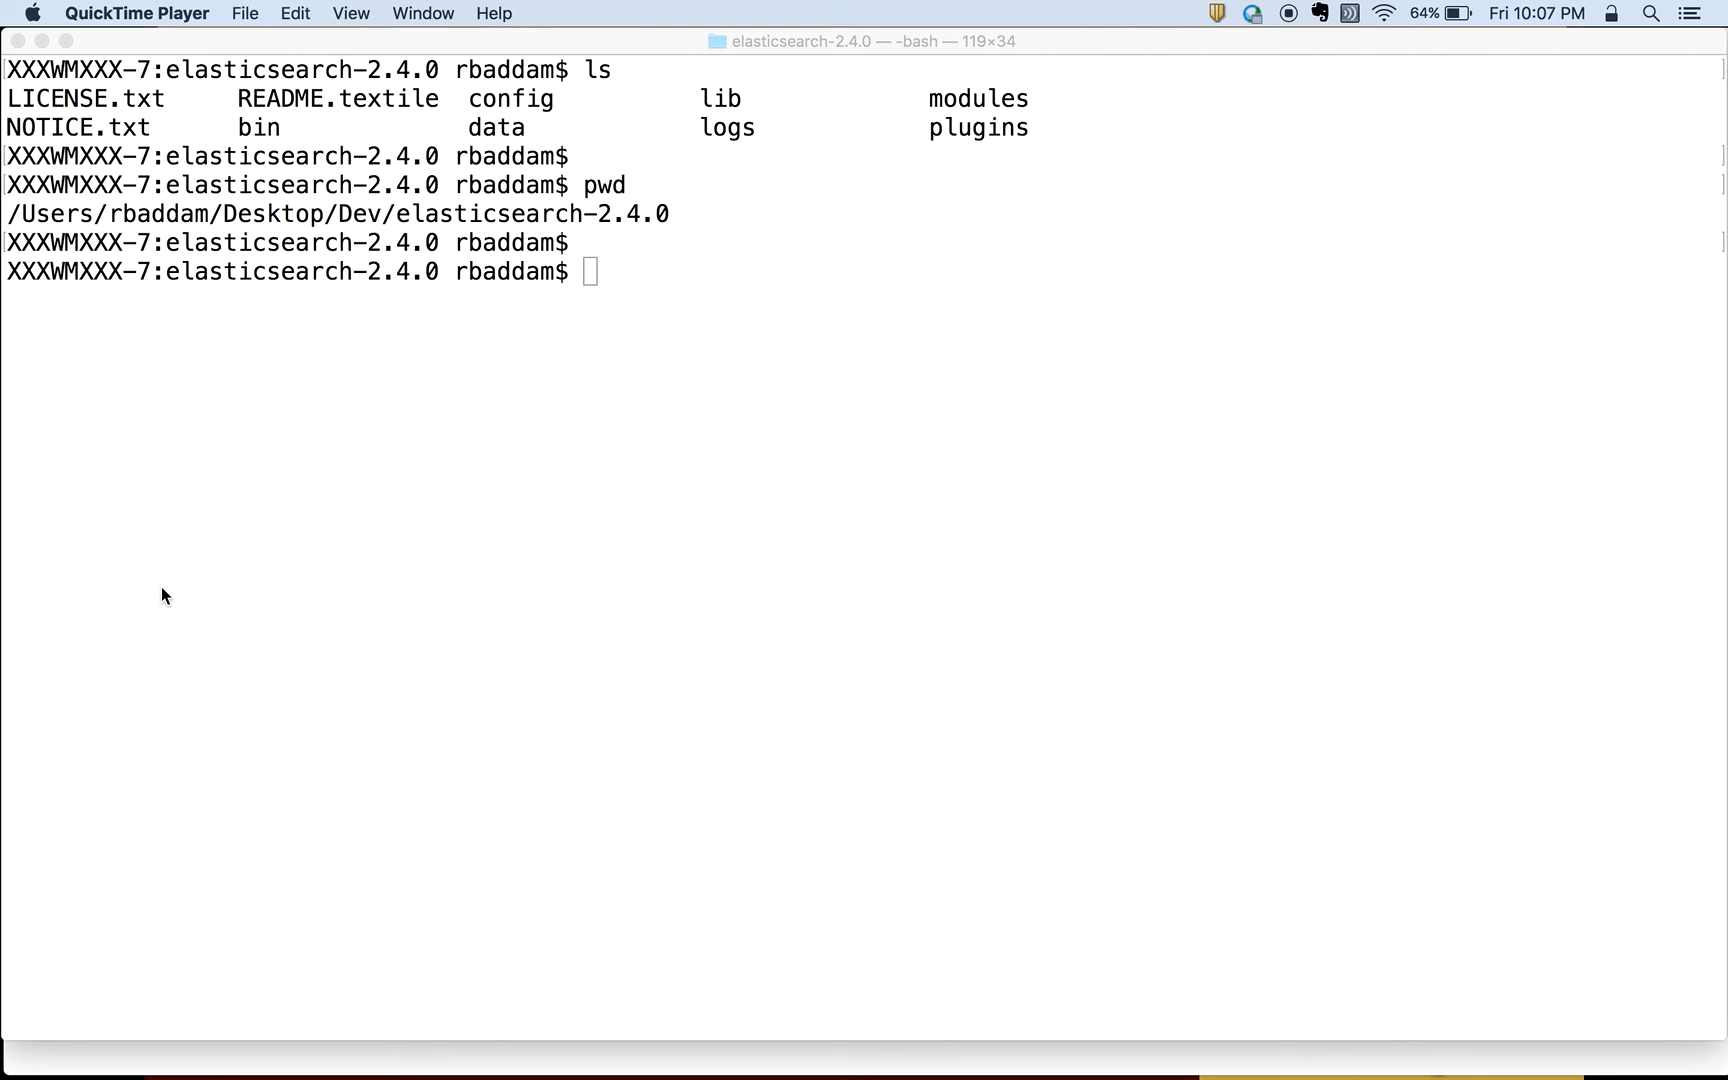 QuickTime Player File Edit View Window Help 64% Fri 10:07 PM
elasticsearch-2.4.0 — -bash — 119×34
XXXWMXXX-7:elasticsearch-2.4.0 rbaddam$ ls
LICENSE.txt README.textile config lib modules
NOTICE.txt bin data logs plugins
XXXWMXXX-7:elasticsearch-2.4.0 rbaddam$
XXXWMXXX-7:elasticsearch-2.4.0 rbaddam$ pwd
/Users/rbaddam/Desktop/Dev/elasticsearch-2.4.0
XXXWMXXX-7:elasticsearch-2.4.0 rbaddam$
XXXWMXXX-7:elasticsearch-2.4.0 rbaddam$